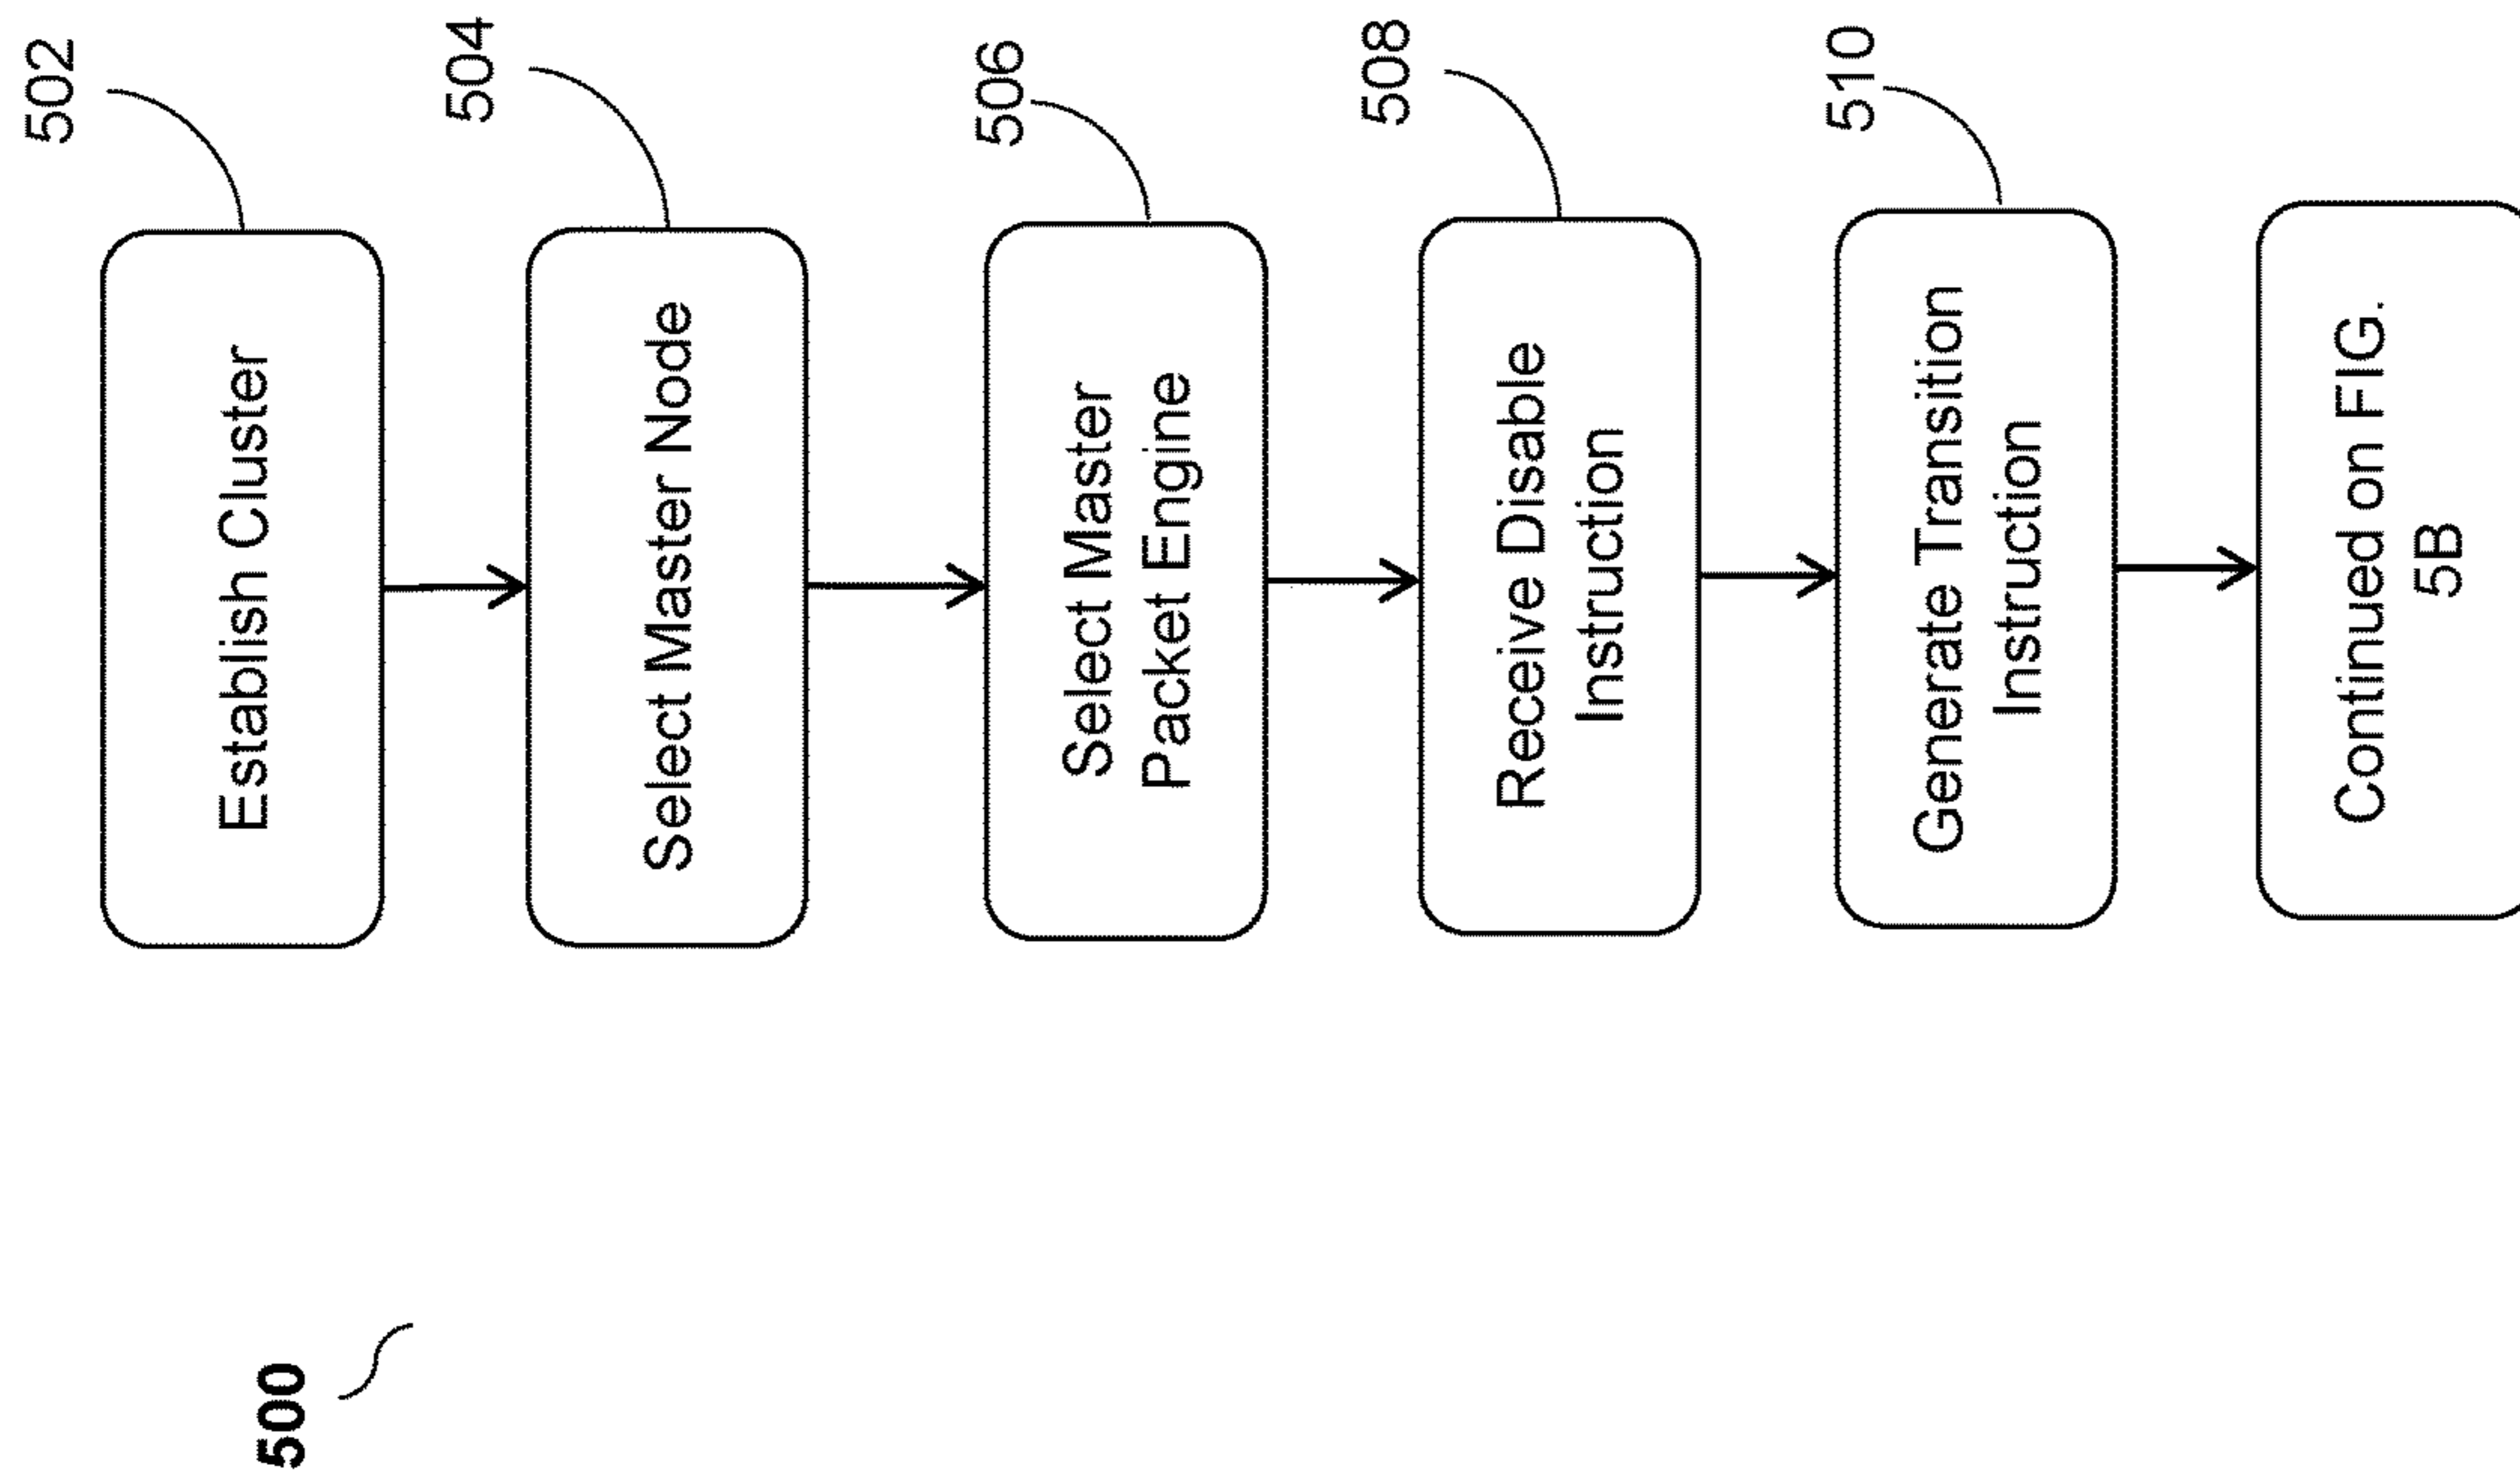 500
502
Establish Cluster
504
Select Master Node
506
Select Master
Packet Engine
508
Receive Disable
Instruction
510
Generate Transition
Instruction
Continued on FIG.
5B